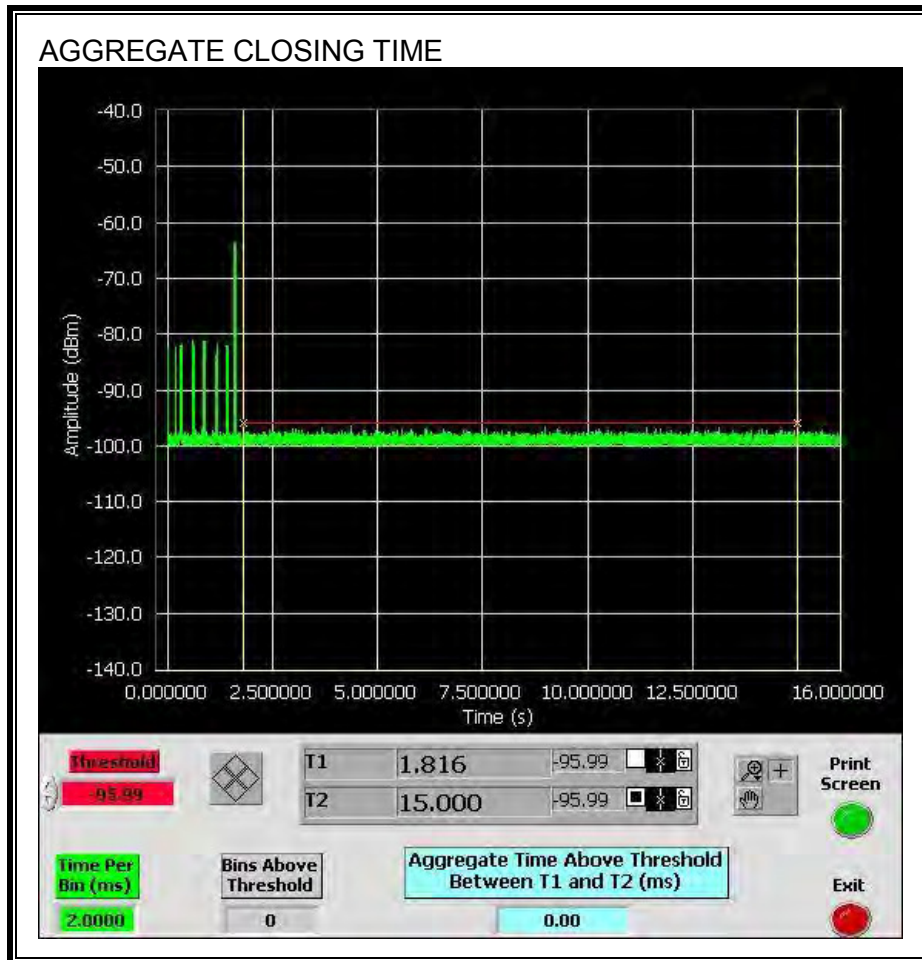 AGGREGATE CLOSING TIME
-40.0
-50.0
-60.0
-70.0
-80.0
-90.0
-100.0
-110.0
-120.0
-130.0
-140.0
Amplitude (dBm)
0.000000 2.500000 5.000000 7.500000 10.000000 12.500000 16.000000
Time (s)
Threshold
-95.99
T1 1.816 -95.99
T2 15.000 -95.99
Print
Screen
Time Per
Bin (ms)
2.0000
Bins Above
Threshold
0
Aggregate Time Above Threshold
Between T1 and T2 (ms)
0.00
Exit